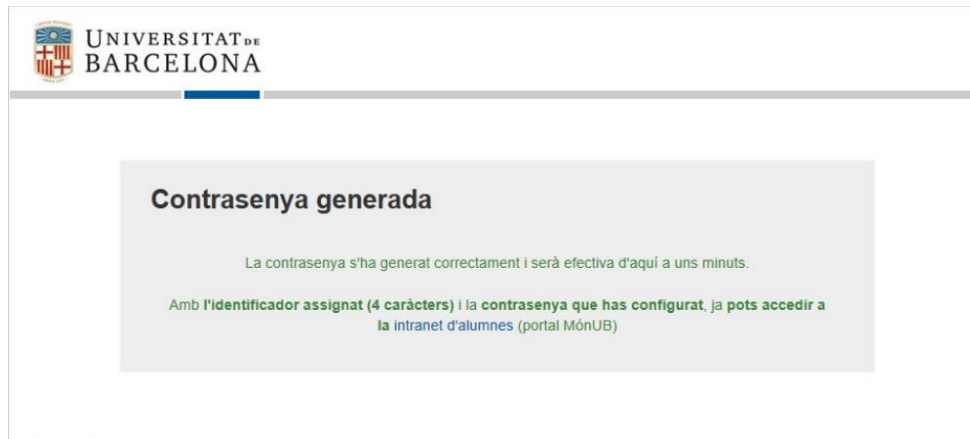 UNIVERSITAT DE
BARCELONA
Contrasenya generada
La contrasenya s'ha generat correctament i serà efectiva d'aquí a uns minuts.
Amb l'identificador assignat (4 caràcters) i la contrasenya que has configurat, ja pots accedir a
la intranet d'alumnes (portal MónUB)